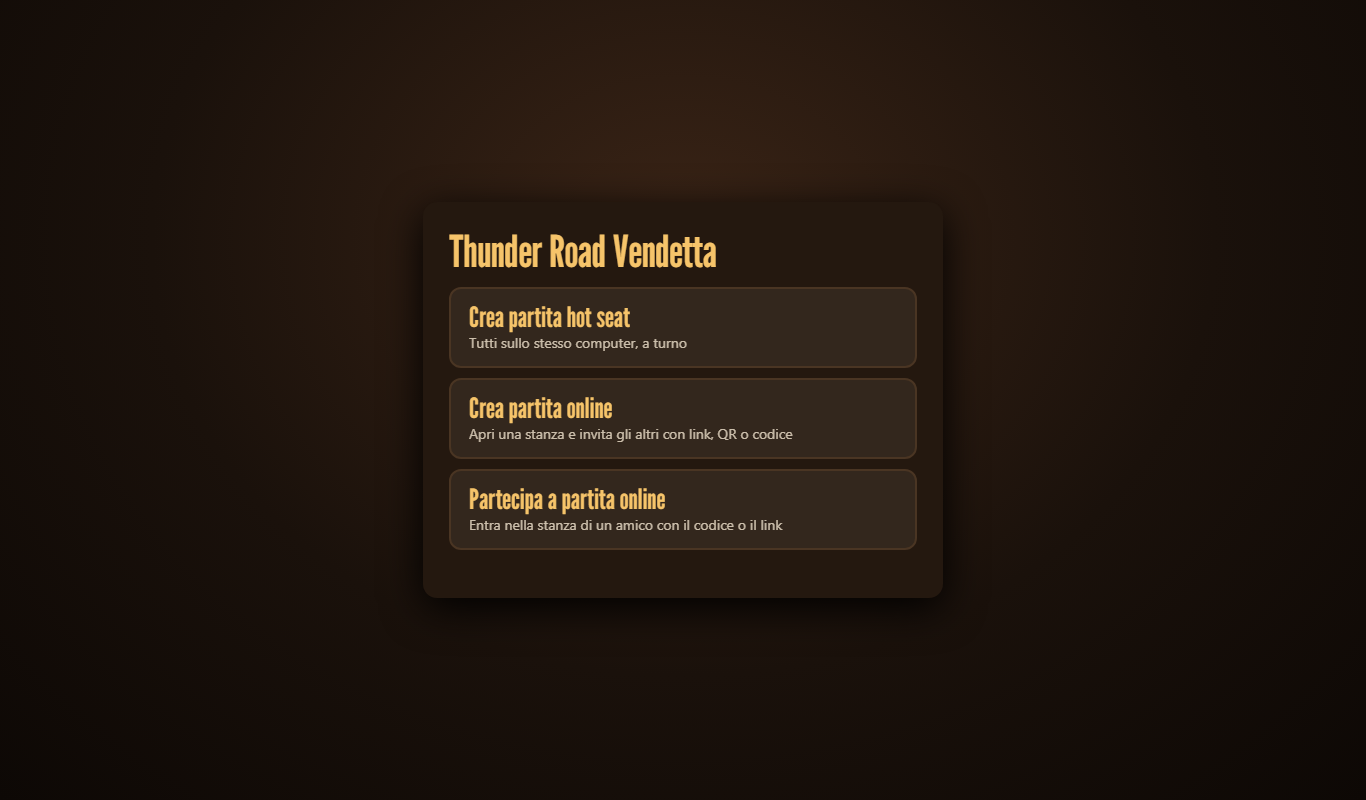 Thunder Road Vendetta
Crea partita hot seat
Tutti sullo stesso computer, a turno
Crea partita online
Apri una stanza e invita gli altri con link, QR o codice
Partecipa a partita online
Entra nella stanza di un amico con il codice o il link